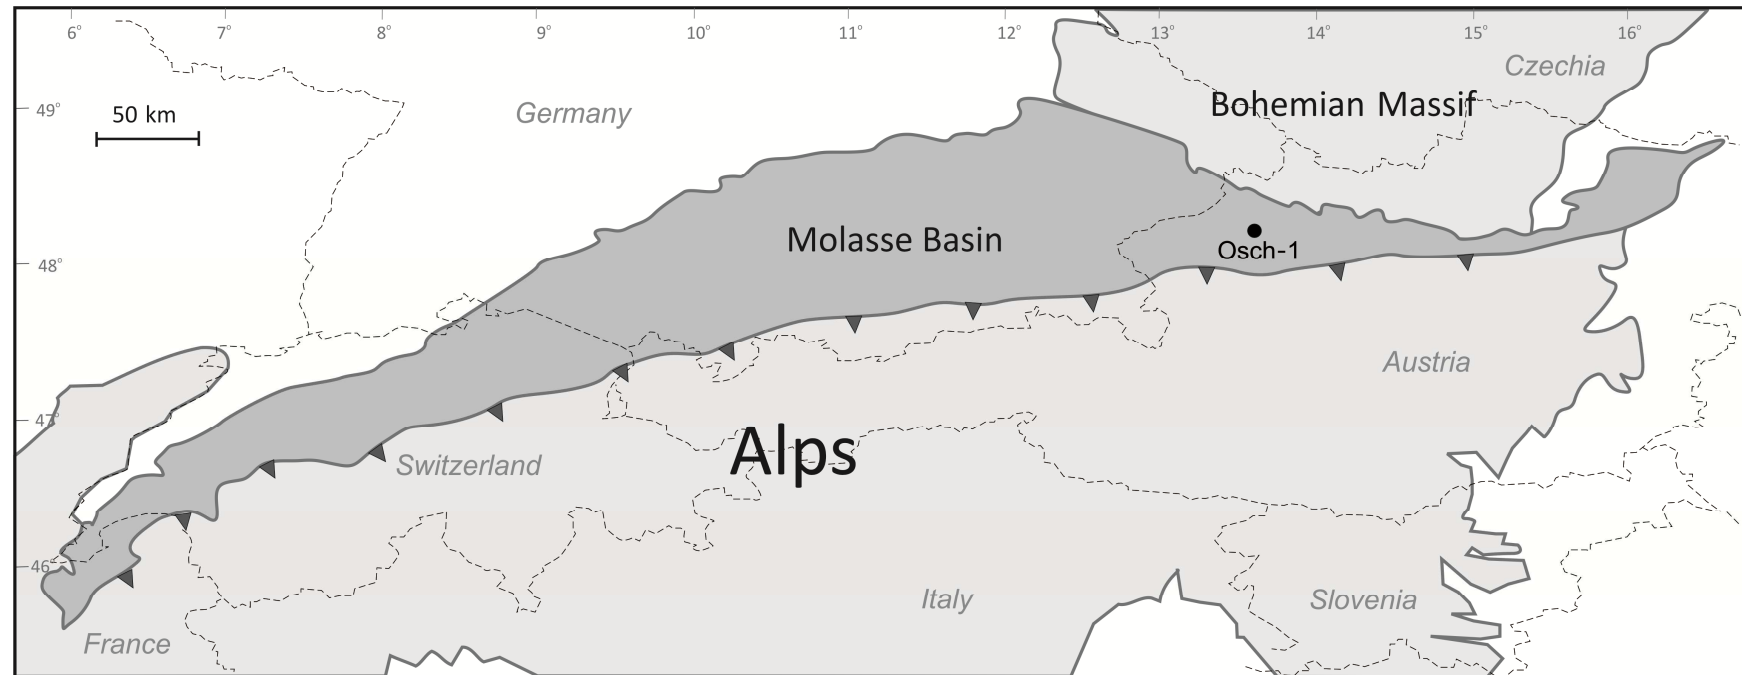 6° 7° 8° 9° 10° 11° 12° 13° 14° 15° 16°
Czechia
49°
Germany
Bohemian Massif
50 km
Molasse Basin
Osch-1
48°
Austria
47°
Alps
Switzerland
46°
Italy
Slovenia
France